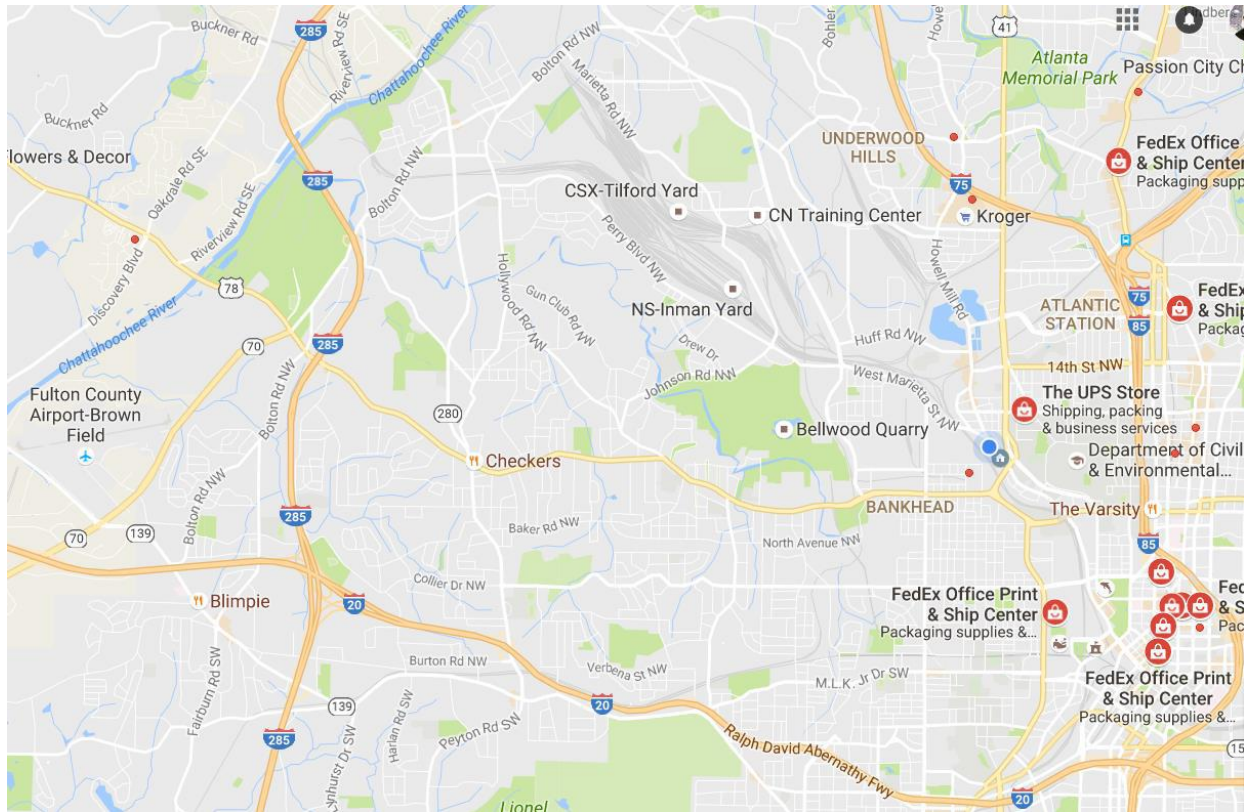 Buckner Rd
285
Riverview Rd SE
Chattahoochee River
Bolton Rd NW
Marietta Rd NW
41
Atlanta
Memorial Park
Passion City Ch
Buckner Rd
Flowers & Decor
Oakdale Rd SE
Riverview Rd SE
285
Bolton Rd NW
UNDERWOOD
HILLS
FedEx Office
& Ship Center
Packaging supp
75
CSX-Tilford Yard
CN Training Center
Kroger
Perry Blvd NW
Howell Mill Rd
Discovery Blvd
78
Hollywood Rd NW
Gun Club Rd NW
NS-Inman Yard
75
ATLANTIC
STATION
85
FedEx
& Ship
Packag
Chattahoochee River
70
285
Drew Dr
Huff Rd NW
14th St NW
Johnson Rd NW
West Marietta St NW
Fulton County
Airport-Brown
Field
Bolton Rd NW
280
The UPS Store
Shipping, packing
& business services
Checkers
Bellwood Quarry
Department of Civil
& Environmental...
Bolton Rd NW
285
BANKHEAD
The Varsity
70
139
Baker Rd NW
North Avenue NW
85
Collier Dr NW
20
Blimpie
FedEx Office Print
& Ship Center
Packaging supplies &...
Fed
& S
Pac
Burton Rd NW
Verbena St NW
M.L.K. Jr Dr SW
FedEx Office Print
& Ship Center
Packaging supplies &...
Fairburn Rd SW
139
20
Harlan Rd SW
Peyton Rd SW
285
Ralph David Abernathy Fwy
Lionel
20